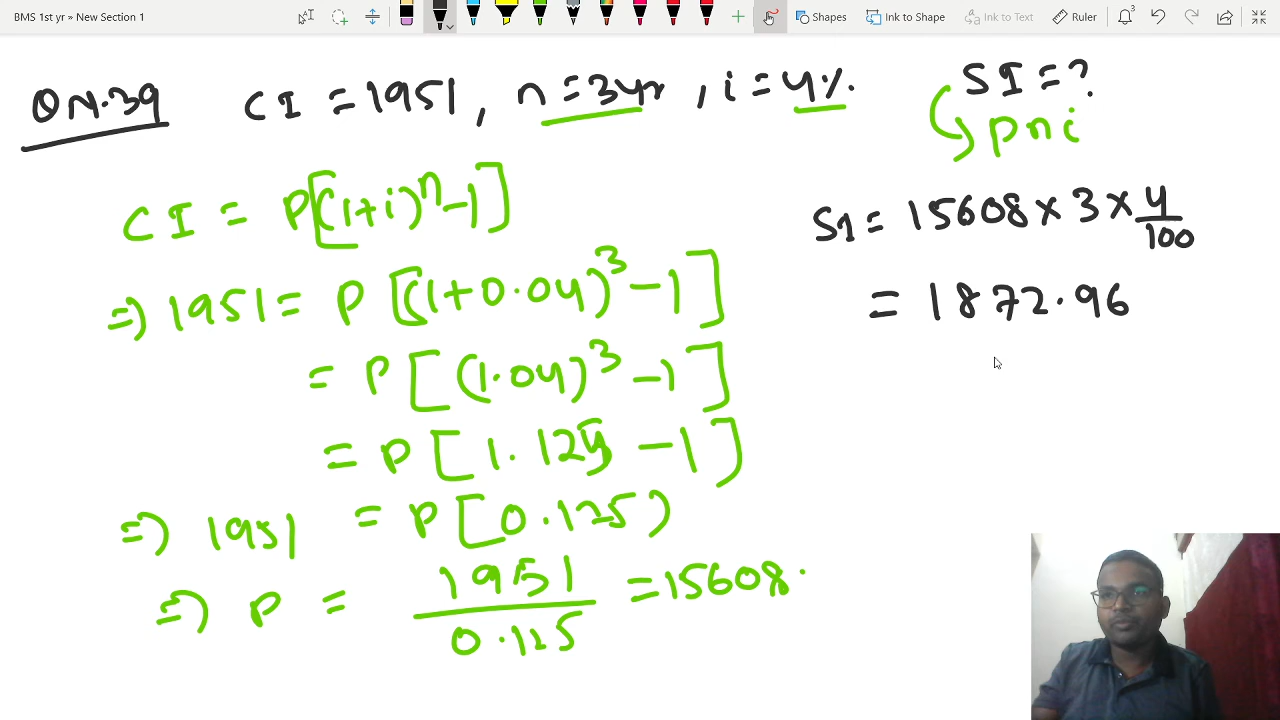 BMS 1st yr » New Section 1
Shapes Ink to Shape Ink to Text Ruler
QN.39 CI = 1951, n = 3yr, i = 4%. SI = ?
pni
CI = P[(1+i)^n - 1]
=> 1951 = P[(1+0.04)^3 - 1]
= P[(1.04)^3 - 1]
= P[1.125 - 1]
=> 1951 = P[0.125)
=> P = 1951/0.125 = 15608.
SI = 15608 × 3 × 4/100
= 1872.96